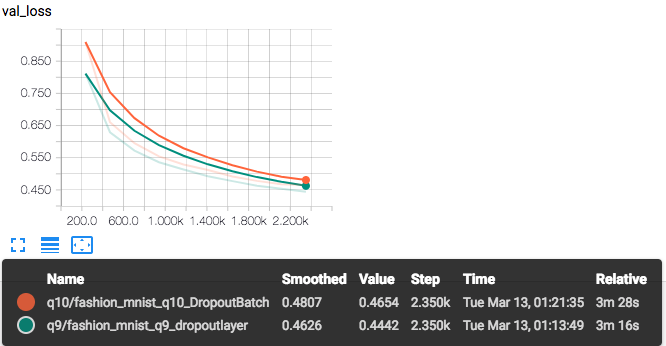 val_loss
0.850
0.750
0.650
0.550
0.450
200.0 600.0 1.000k 1.400k 1.800k 2.200k
Name Smoothed Value Step Time Relative
q10/fashion_mnist_q10_DropoutBatch 0.4807 0.4654 2.350k Tue Mar 13, 01:21:35 3m 28s
q9/fashion_mnist_q9_dropoutlayer 0.4626 0.4442 2.350k Tue Mar 13, 01:13:49 3m 16s